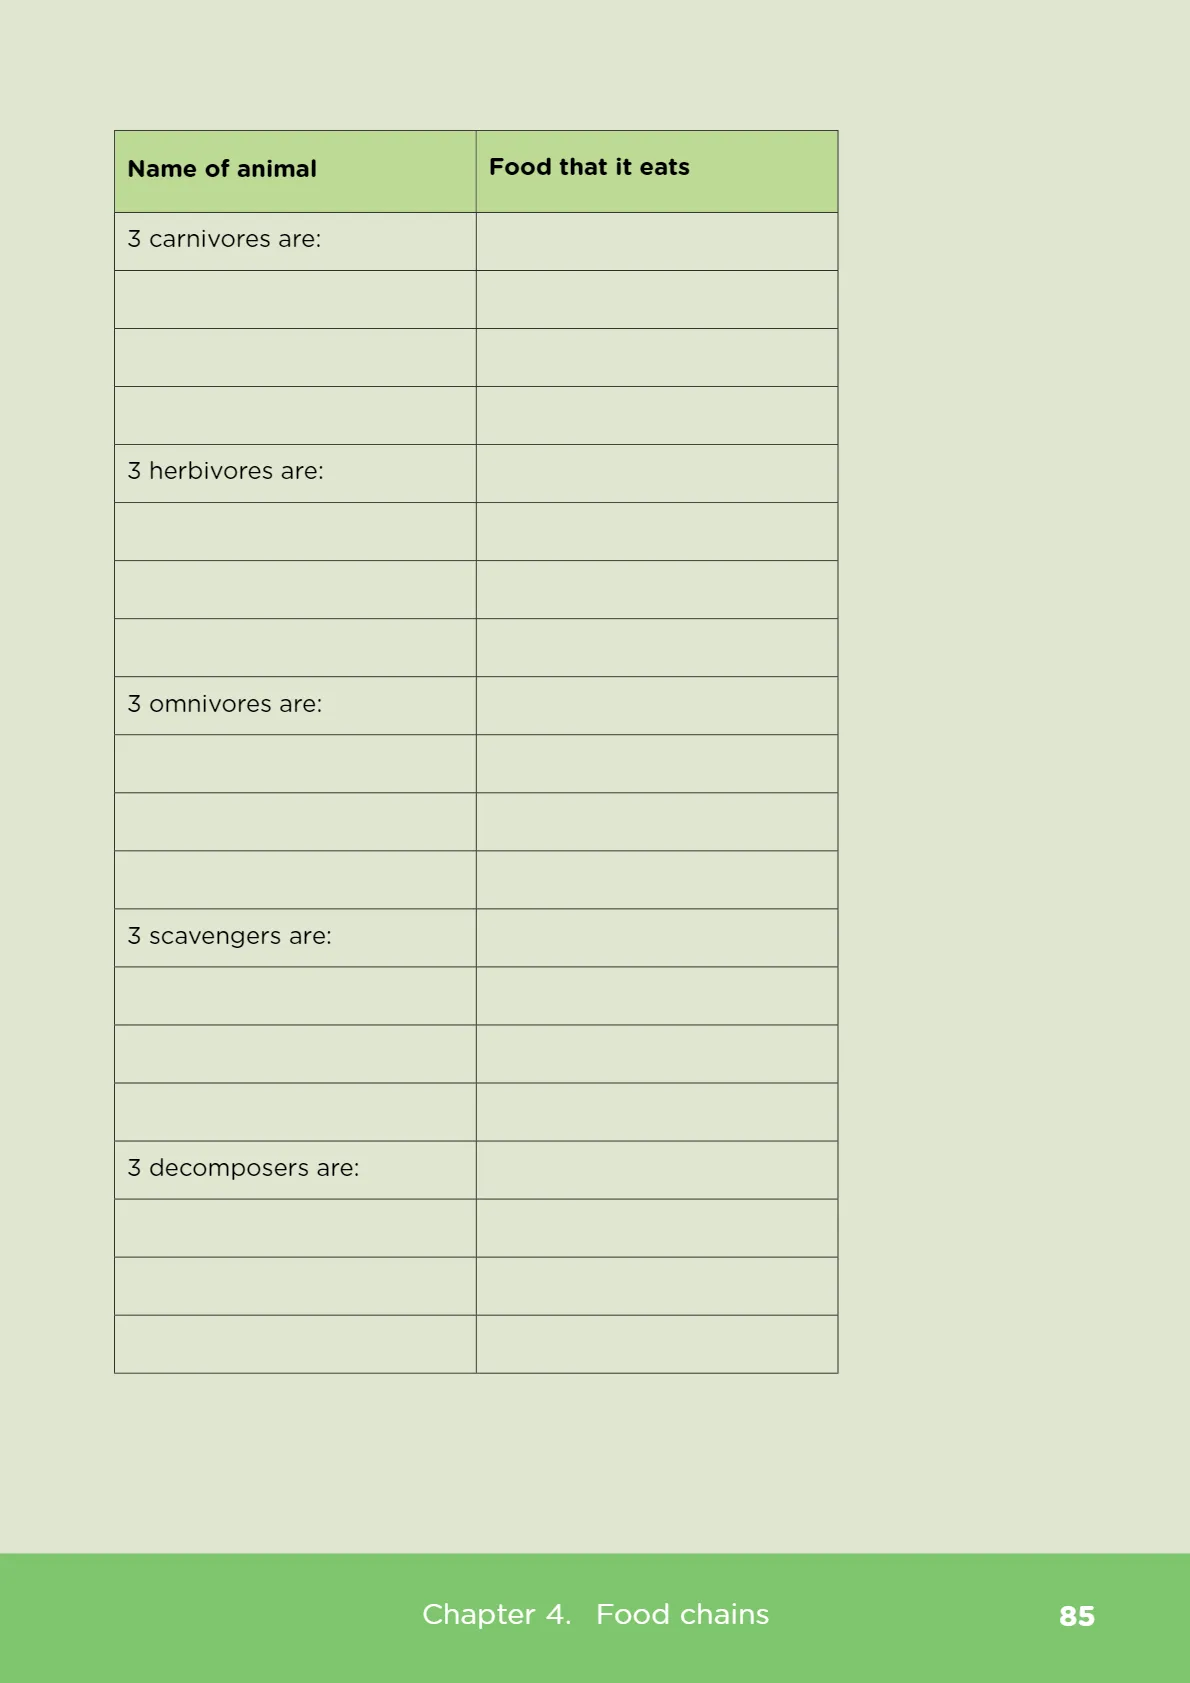 Name of animal
Food that it eats
3 carnivores are:
3 herbivores are:
3 omnivores are:
3 scavengers are:
3 decomposers are:
Chapter 4. Food chains
85